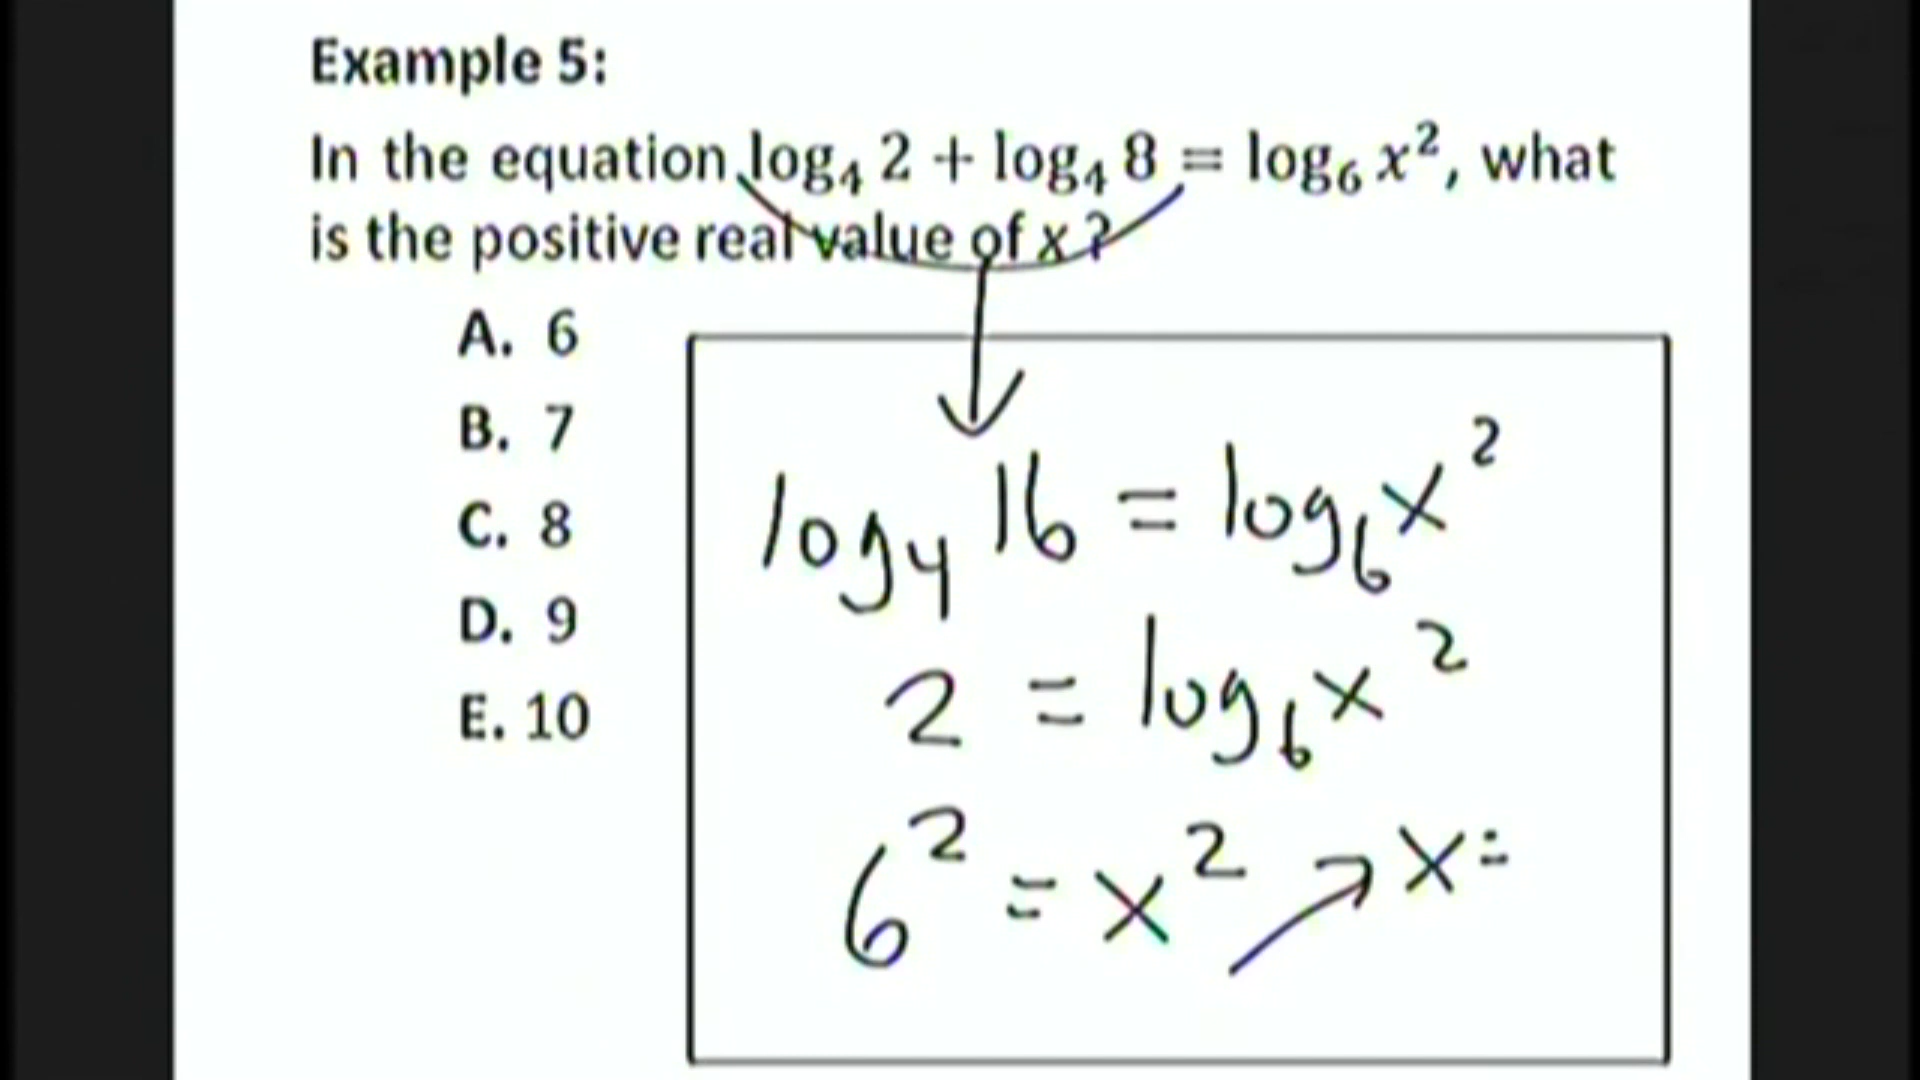 Example 5:
In the equation log₄ 2 + log₄ 8 = log₆ x², what
is the positive real value of x ?
A. 6
B. 7
C. 8
D. 9
E. 10
log₄ 16 = log₆ x²
2 = log₆ x²
6² = x² → x =